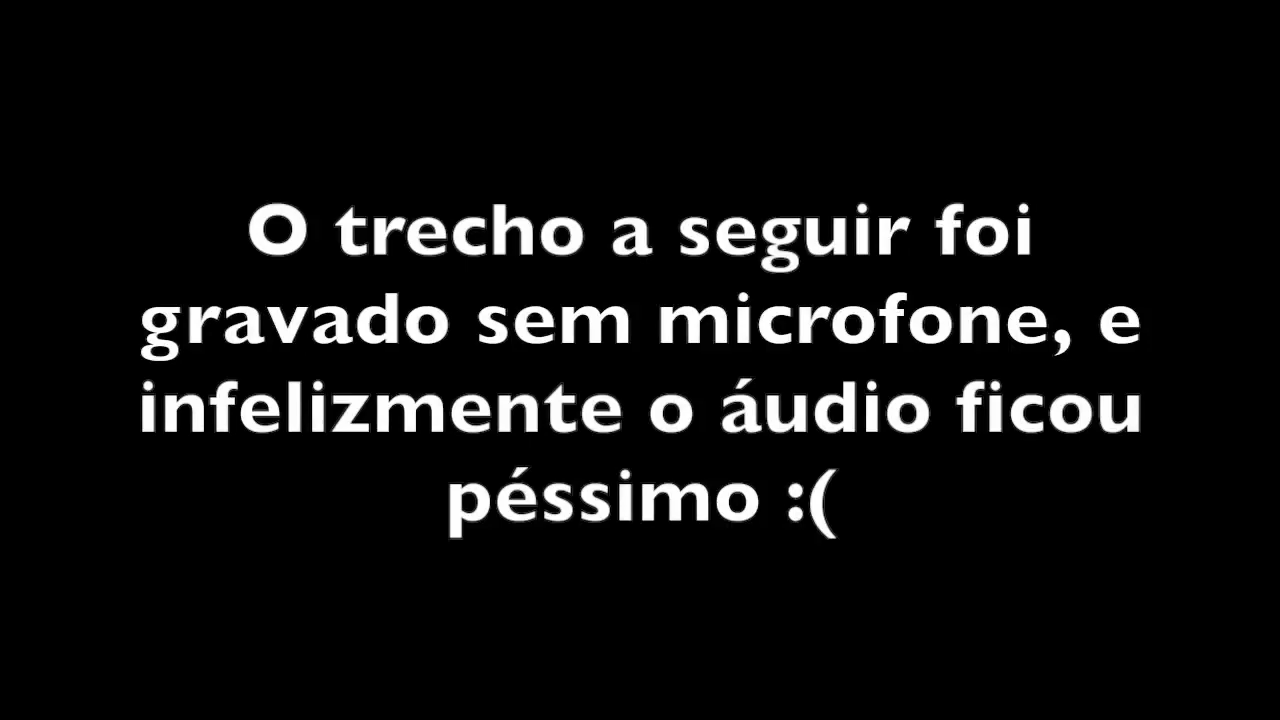 O trecho a seguir foi
gravado sem microfone, e
infelizmente o áudio ficou
péssimo :(